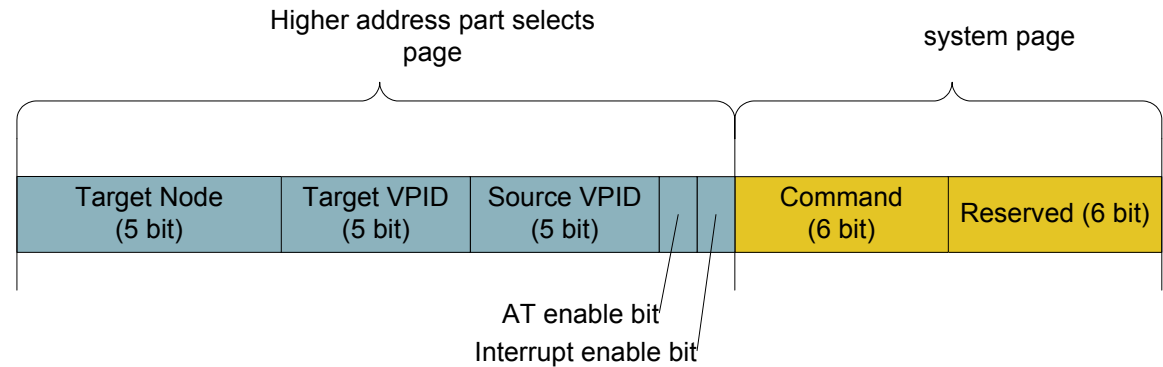 Higher address part selects
page
system page
Target Node
(5 bit)
Target VPID
(5 bit)
Source VPID
(5 bit)
Command
(6 bit)
Reserved (6 bit)
AT enable bit
Interrupt enable bit